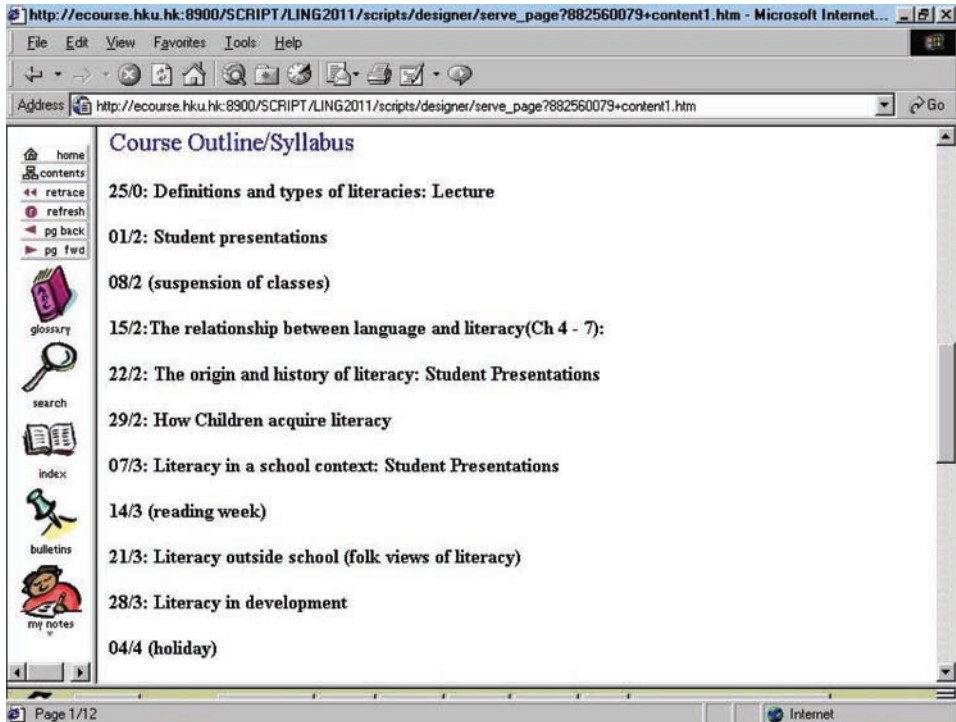 http://ecourse.hku.hk:8900/SCRIPT/LING2011/scripts/designer/serve_page?882560079+content1.htm - Microsoft Internet...
File Edit View Favorites Tools Help
Address http://ecourse.hku.hk:8900/SCRIPT/LING2011/scripts/designer/serve_page?882560079+content1.htm Go
home
contents
retrace
refresh
pg back
pg fwd
glossary
search
index
bulletins
my notes
Course Outline/Syllabus
25/0: Definitions and types of literacies: Lecture
01/2: Student presentations
08/2 (suspension of classes)
15/2:The relationship between language and literacy(Ch 4 - 7):
22/2: The origin and history of literacy: Student Presentations
29/2: How Children acquire literacy
07/3: Literacy in a school context: Student Presentations
14/3 (reading week)
21/3: Literacy outside school (folk views of literacy)
28/3: Literacy in development
04/4 (holiday)
Page 1/12 Internet